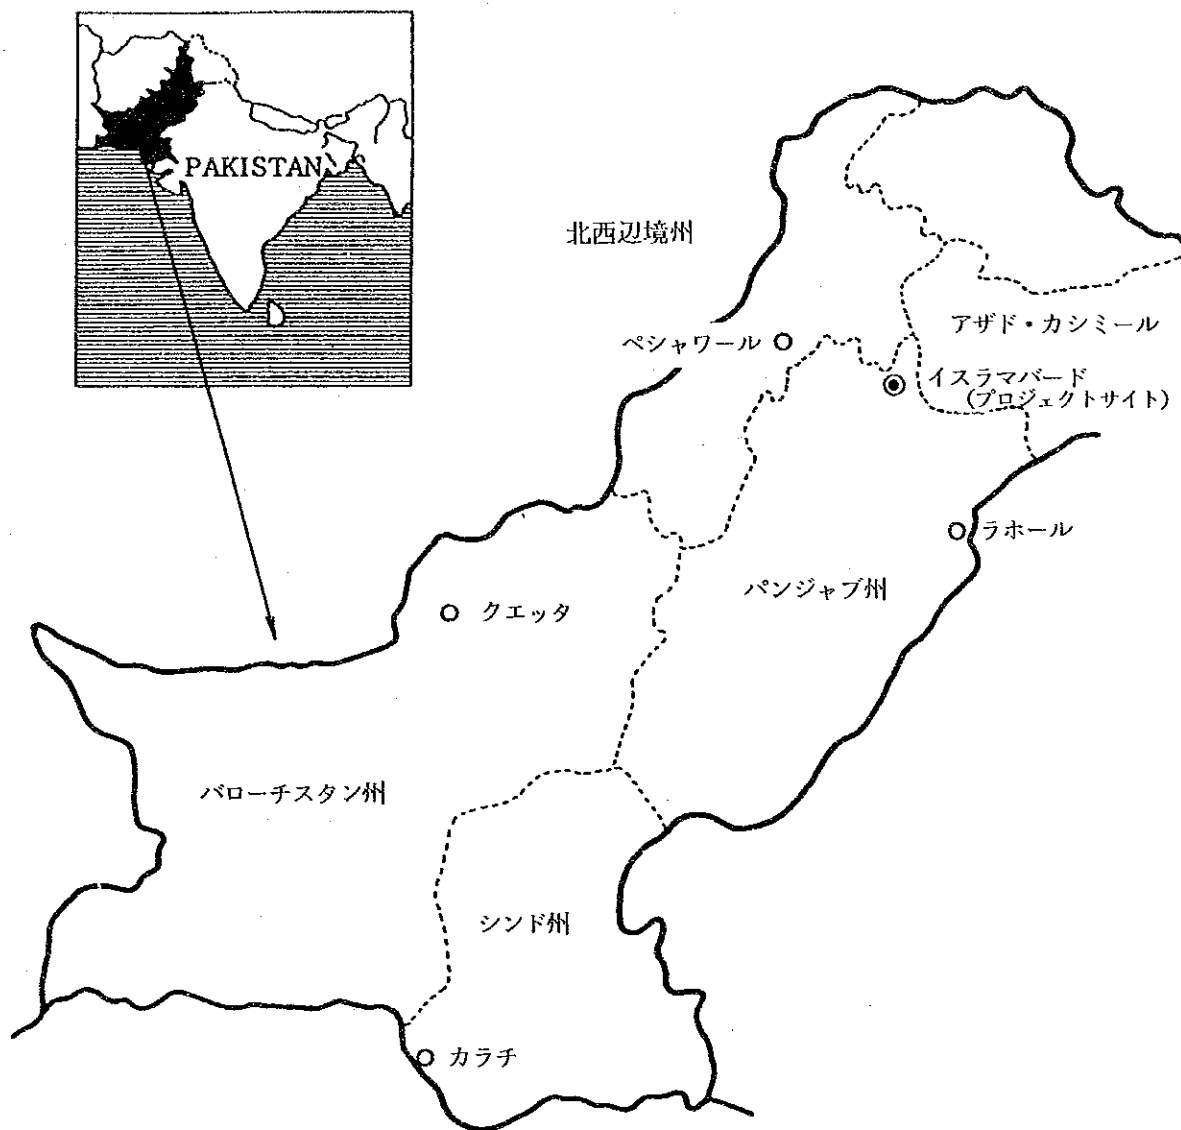 PAKISTAN
北西辺境州
アザド・カシミール
ペシャワール
イスラマバード
(プロジェクトサイト)
ラホール
パンジャブ州
クエッタ
バローチスタン州
シンド州
カラチ